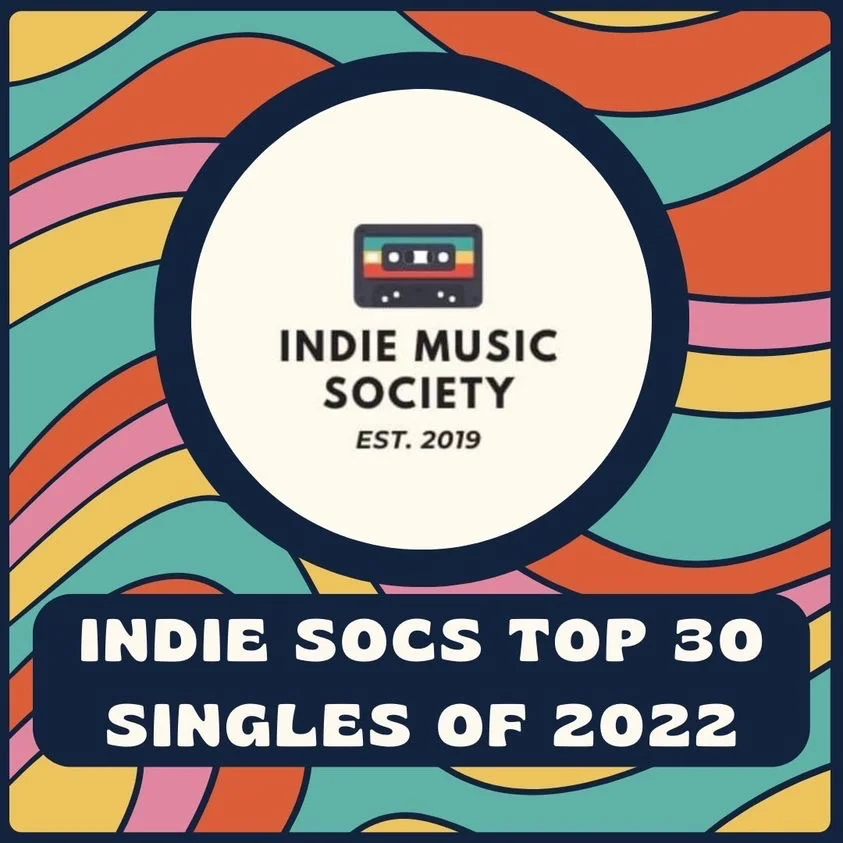 INDIE MUSIC
SOCIETY
EST. 2019
INDIE SOCS TOP 30
SINGLES OF 2022